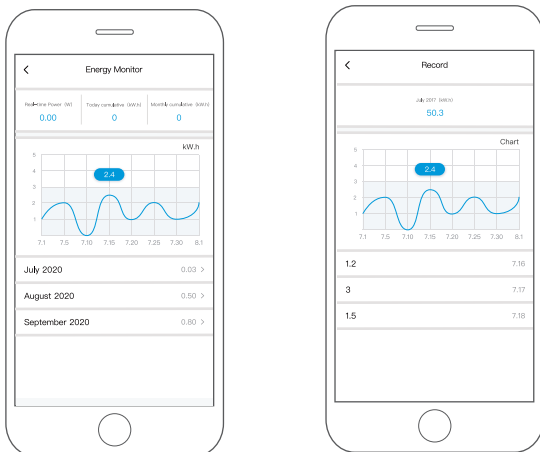 Energy Monitor
Real-time Power (W) Today cumulative (kW.h) Monthly cumulative (kW.h)
0.00 0 0
kW.h
5
4
3
2
1
2.4
7.1 7.5 7.10 7.15 7.20 7.25 7.30 8.1
July 2020 0.03 >
August 2020 0.50 >
September 2020 0.80 >
Record
July 2017 (kW.h)
50.3
Chart
5
4
3
2
1
2.4
7.1 7.5 7.10 7.15 7.20 7.25 7.30 8.1
1.2 7.16
3 7.17
1.5 7.18